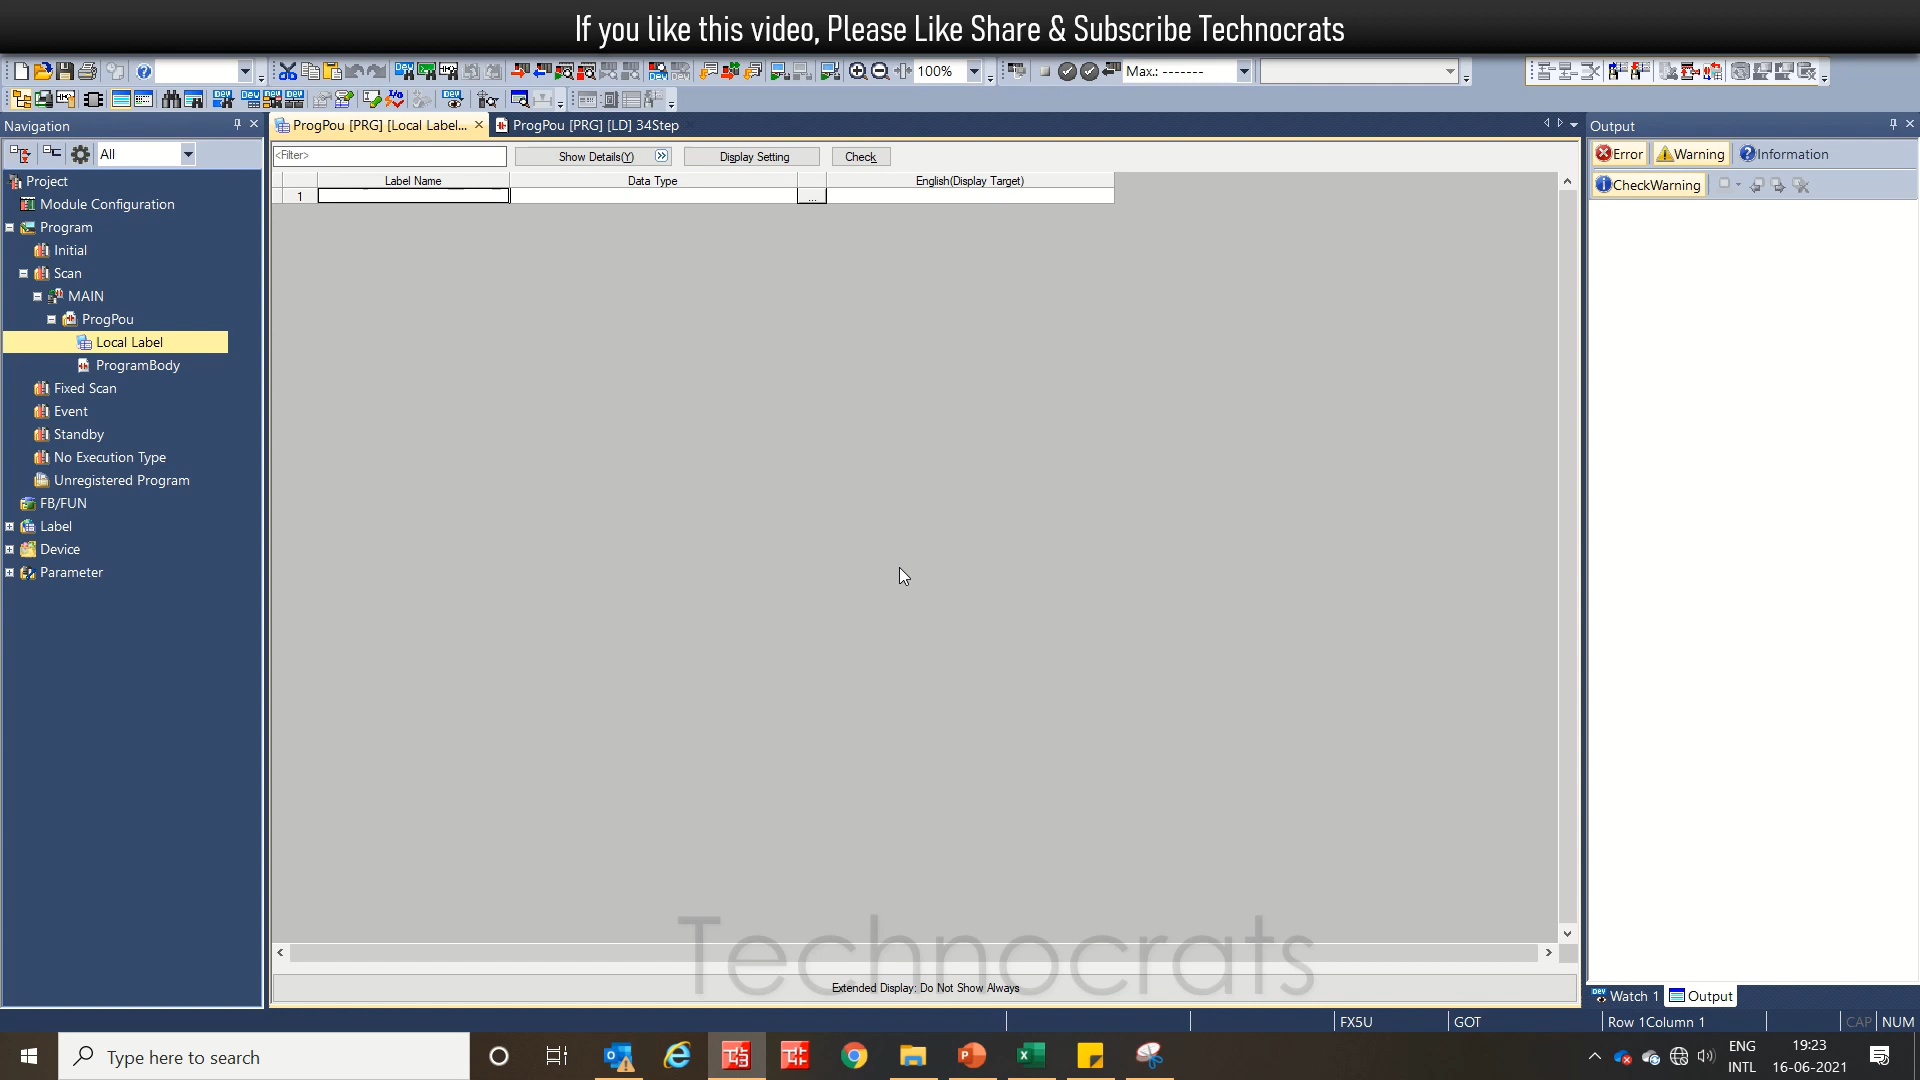 If you like this video, Please Like Share & Subscribe Technocrats
100%
Max.: -------
Navigation
ProgPou [PRG] [Local Label...
ProgPou [PRG] [LD] 34Step
Output
All
<Filter>
Show Details(Y)
Display Setting
Check
Error
Warning
Information
CheckWarning
Label Name
Data Type
English(Display Target)
1
...
Project
Module Configuration
Program
Initial
Scan
MAIN
ProgPou
Local Label
ProgramBody
Fixed Scan
Event
Standby
No Execution Type
Unregistered Program
FB/FUN
Label
Device
Parameter
Technocrats
Extended Display: Do Not Show Always
Watch 1
Output
FX5U
GOT
Row 1Column 1
CAP
NUM
Type here to search
ENG
INTL
19:23
16-06-2021